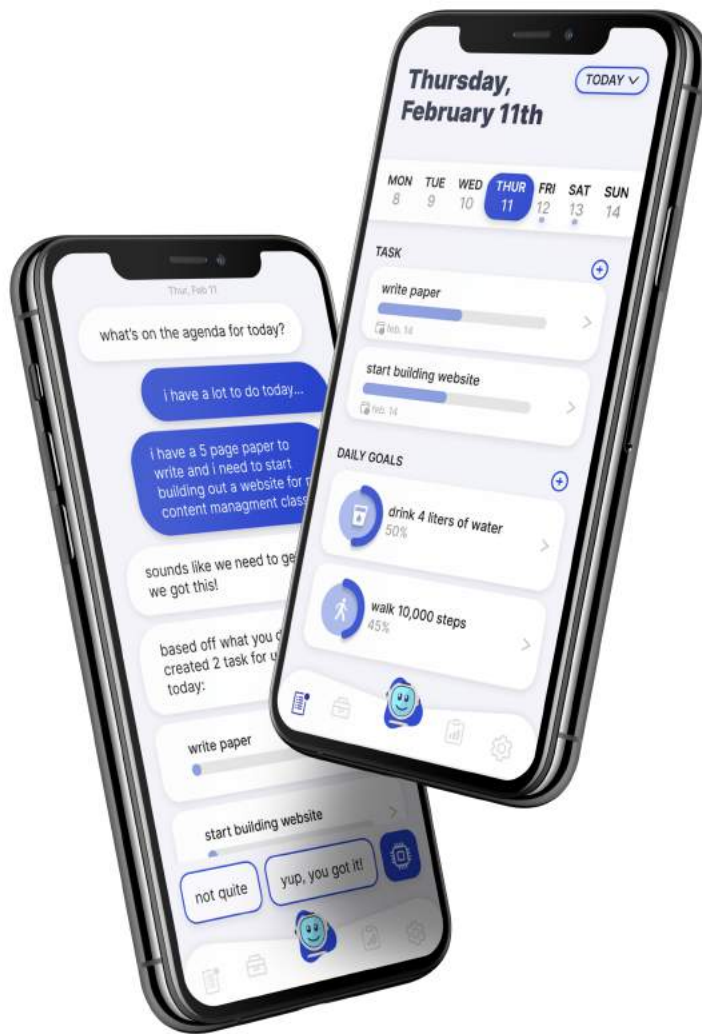 Thursday,
February 11th
TODAY
MON TUE WED THUR FRI SAT SUN
8 9 10 11 12 13 14
TASK
write paper
feb. 14
start building website
feb. 14
DAILY GOALS
drink 4 liters of water
50%
walk 10,000 steps
45%
Thur, Feb 11
what's on the agenda for today?
i have a lot to do today...
i have a 5 page paper to
write and i need to start
building out a website for
content managment class
sounds like we need to
we got this!
based off what you
created 2 task for
today:
write paper
start building website
not quite
yup, you got it!